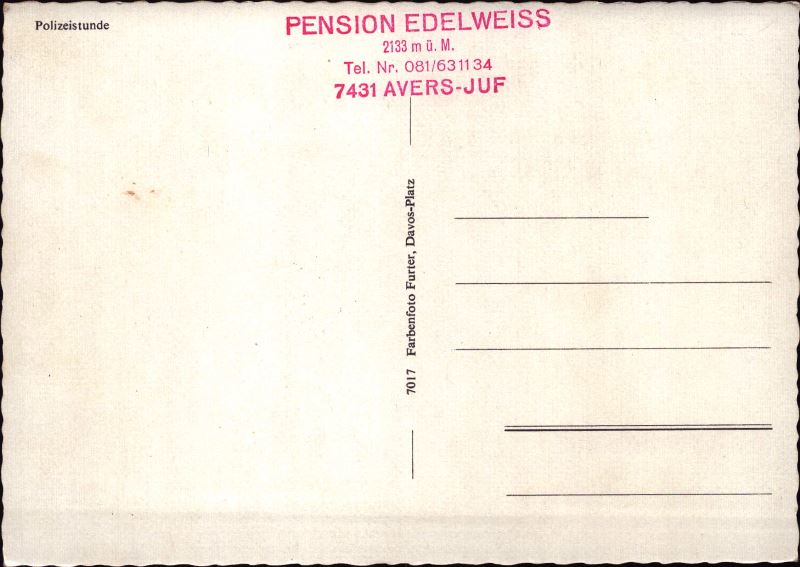 Polizeistunde
PENSION EDELWEISS
2133 m ü. M.
Tel. Nr. 081/631134
7431 AVERS-JUF
7017 Farbenfoto Furter, Davos-Platz